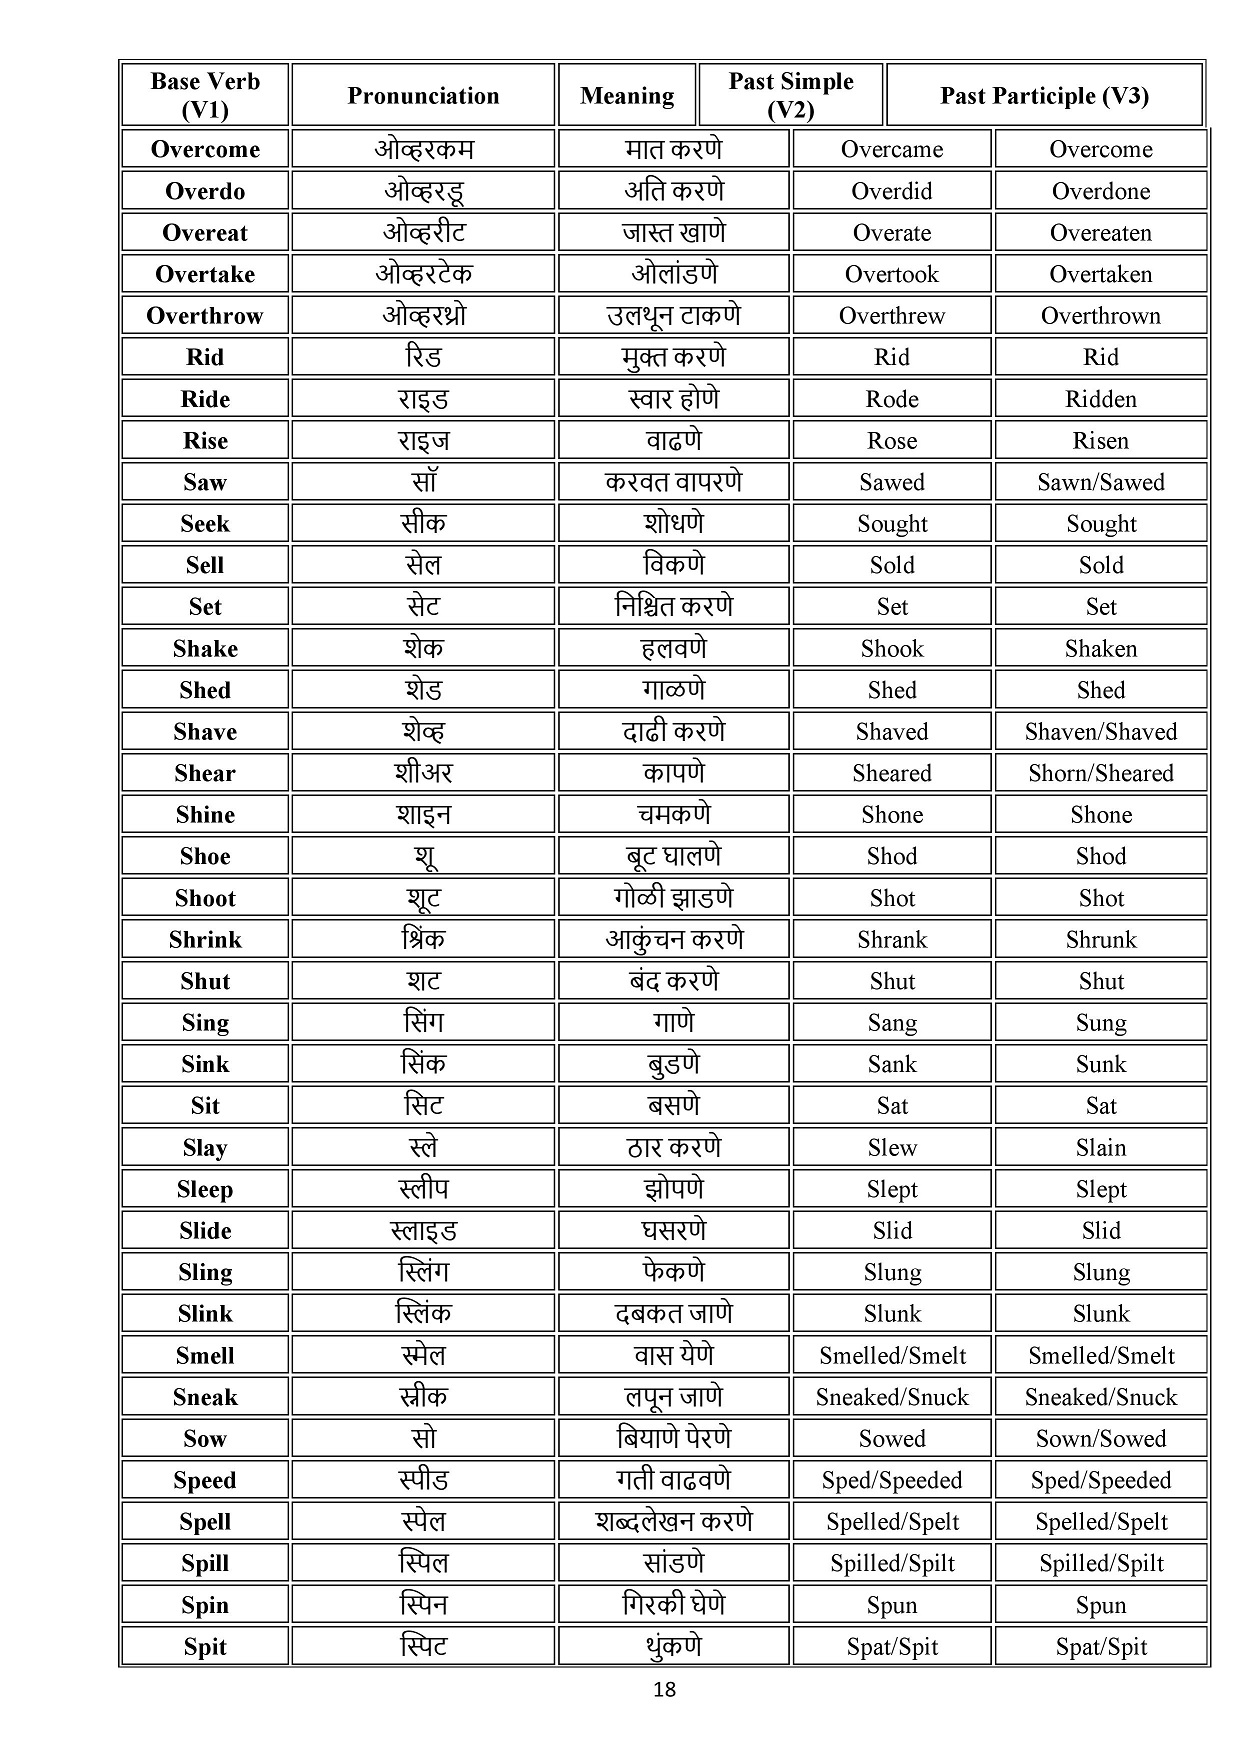 Base Verb (V1) Pronunciation Meaning Past Simple (V2) Past Participle (V3)
Overcome ओव्हरकम मात करणे Overcame Overcome
Overdo ओव्हरडू अति करणे Overdid Overdone
Overeat ओव्हरीट जास्त खाणे Overate Overeaten
Overtake ओव्हरटेक ओलांडणे Overtook Overtaken
Overthrow ओव्हरथ्रो उलथून टाकणे Overthrew Overthrown
Rid रिड मुक्त करणे Rid Rid
Ride राइड स्वार होणे Rode Ridden
Rise राइज वाढणे Rose Risen
Saw सॉ करवत वापरणे Sawed Sawn/Sawed
Seek सीक शोधणे Sought Sought
Sell सेल विकणे Sold Sold
Set सेट निश्चित करणे Set Set
Shake शेक हलवणे Shook Shaken
Shed शेड गाळणे Shed Shed
Shave शेव्ह दाढी करणे Shaved Shaven/Shaved
Shear शीअर कापणे Sheared Shorn/Sheared
Shine शाइन चमकणे Shone Shone
Shoe शू बूट घालणे Shod Shod
Shoot शूट गोळी झाडणे Shot Shot
Shrink श्रिंक आकुंचन करणे Shrank Shrunk
Shut शट बंद करणे Shut Shut
Sing सिंग गाणे Sang Sung
Sink सिंक बुडणे Sank Sunk
Sit सिट बसणे Sat Sat
Slay स्ले ठार करणे Slew Slain
Sleep स्लीप झोपणे Slept Slept
Slide स्लाइड घसरणे Slid Slid
Sling स्लिंग फेकणे Slung Slung
Slink स्लिंक दबकत जाणे Slunk Slunk
Smell स्मेल वास येणे Smelled/Smelt Smelled/Smelt
Sneak स्नीक लपून जाणे Sneaked/Snuck Sneaked/Snuck
Sow सो बियाणे पेरणे Sowed Sown/Sowed
Speed स्पीड गती वाढवणे Sped/Speeded Sped/Speeded
Spell स्पेल शब्दलेखन करणे Spelled/Spelt Spelled/Spelt
Spill स्पिल सांडणे Spilled/Spilt Spilled/Spilt
Spin स्पिन गिरकी घेणे Spun Spun
Spit स्पिट थुंकणे Spat/Spit Spat/Spit
18